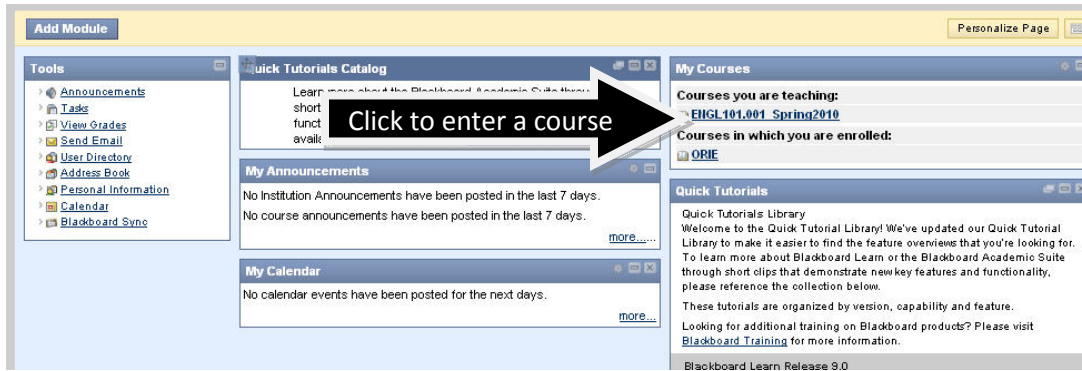 Add Module
Personalize Page
Tools
Announcements
Tasks
View Grades
Send Email
User Directory
Address Book
Personal Information
Calendar
Blackboard Sync
uick Tutorials Catalog
Learn more about the Blackboard Academic Suite
short
funct
availa
Click to enter a course
My Announcements
No Institution Announcements have been posted in the last 7 days.
No course announcements have been posted in the last 7 days.
more......
My Calendar
No calendar events have been posted for the next days.
more...
My Courses
Courses you are teaching:
ENGL101.001_Spring2010
Courses in which you are enrolled:
ORIE
Quick Tutorials
Quick Tutorials Library
Welcome to the Quick Tutorial Library! We've updated our Quick Tutorial
Library to make it easier to find the feature overviews that you're looking for.
To learn more about Blackboard Learn or the Blackboard Academic Suite
through short clips that demonstrate new key features and functionality,
please reference the collection below.
These tutorials are organized by version, capability and feature.
Looking for additional training on Blackboard products? Please visit
Blackboard Training for more information.
Blackboard Learn Release 9.0